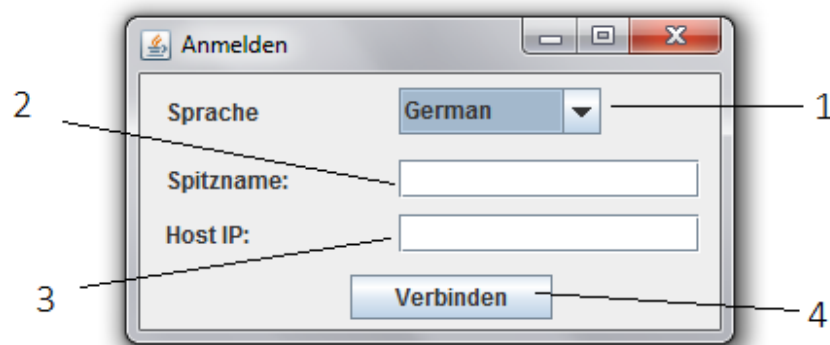 Anmelden
Sprache German 1
2
Spitzname:
Host IP:
3
Verbinden 4